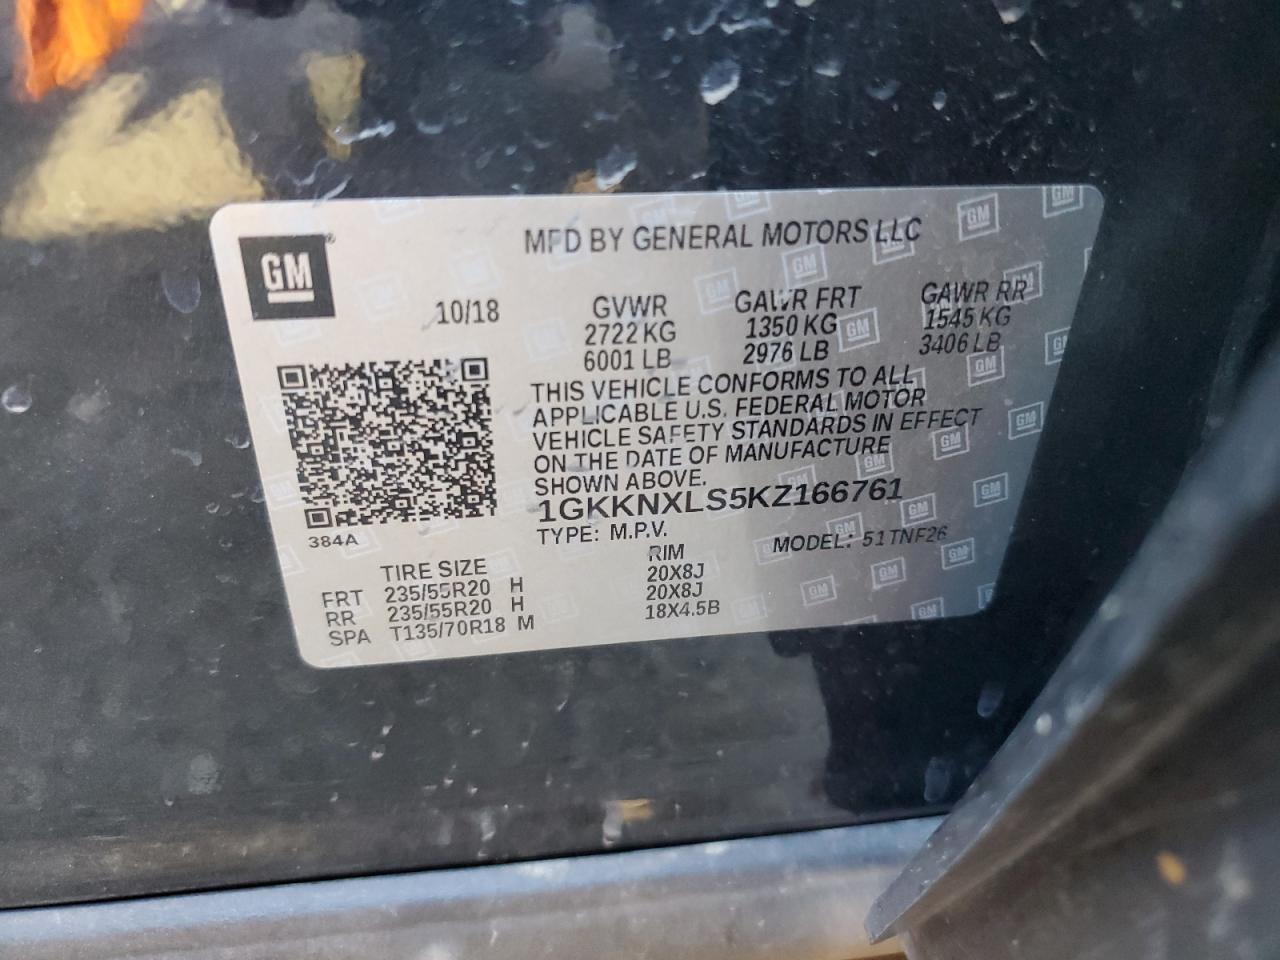 GM
MFD BY GENERAL MOTORS LLC
10/18
GVWR GAWR FRT GAWR RR
2722 KG 1350 KG 1545 KG
6001 LB 2976 LB 3406 LB
THIS VEHICLE CONFORMS TO ALL
APPLICABLE U.S. FEDERAL MOTOR
VEHICLE SAFETY STANDARDS IN EFFECT
ON THE DATE OF MANUFACTURE
SHOWN ABOVE.
1GKKNXLS5KZ166761
384A
TYPE: M.P.V. MODEL: 51TNF26
TIRE SIZE RIM
FRT 235/55R20 H 20X8J
RR 235/55R20 H 20X8J
SPA T135/70R18 M 18X4.5B